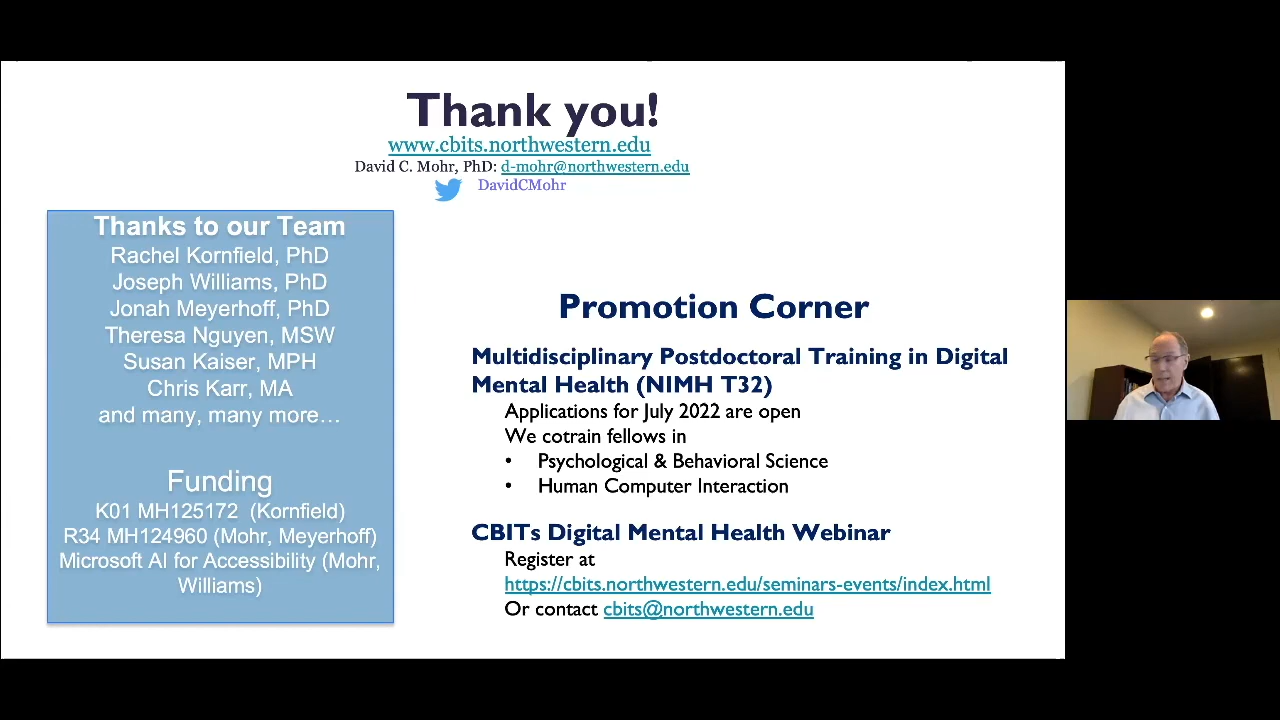 Thank you!
www.cbits.northwestern.edu
David C. Mohr, PhD: d-mohr@northwestern.edu
DavidCMohr
Thanks to our Team
Rachel Kornfield, PhD
Joseph Williams, PhD
Jonah Meyerhoff, PhD
Theresa Nguyen, MSW
Susan Kaiser, MPH
Chris Karr, MA
and many, many more…
Funding
K01 MH125172 (Kornfield)
R34 MH124960 (Mohr, Meyerhoff)
Microsoft AI for Accessibility (Mohr,
Williams)
Promotion Corner
Multidisciplinary Postdoctoral Training in Digital
Mental Health (NIMH T32)
Applications for July 2022 are open
We cotrain fellows in
• Psychological & Behavioral Science
• Human Computer Interaction
CBITs Digital Mental Health Webinar
Register at
https://cbits.northwestern.edu/seminars-events/index.html
Or contact cbits@northwestern.edu